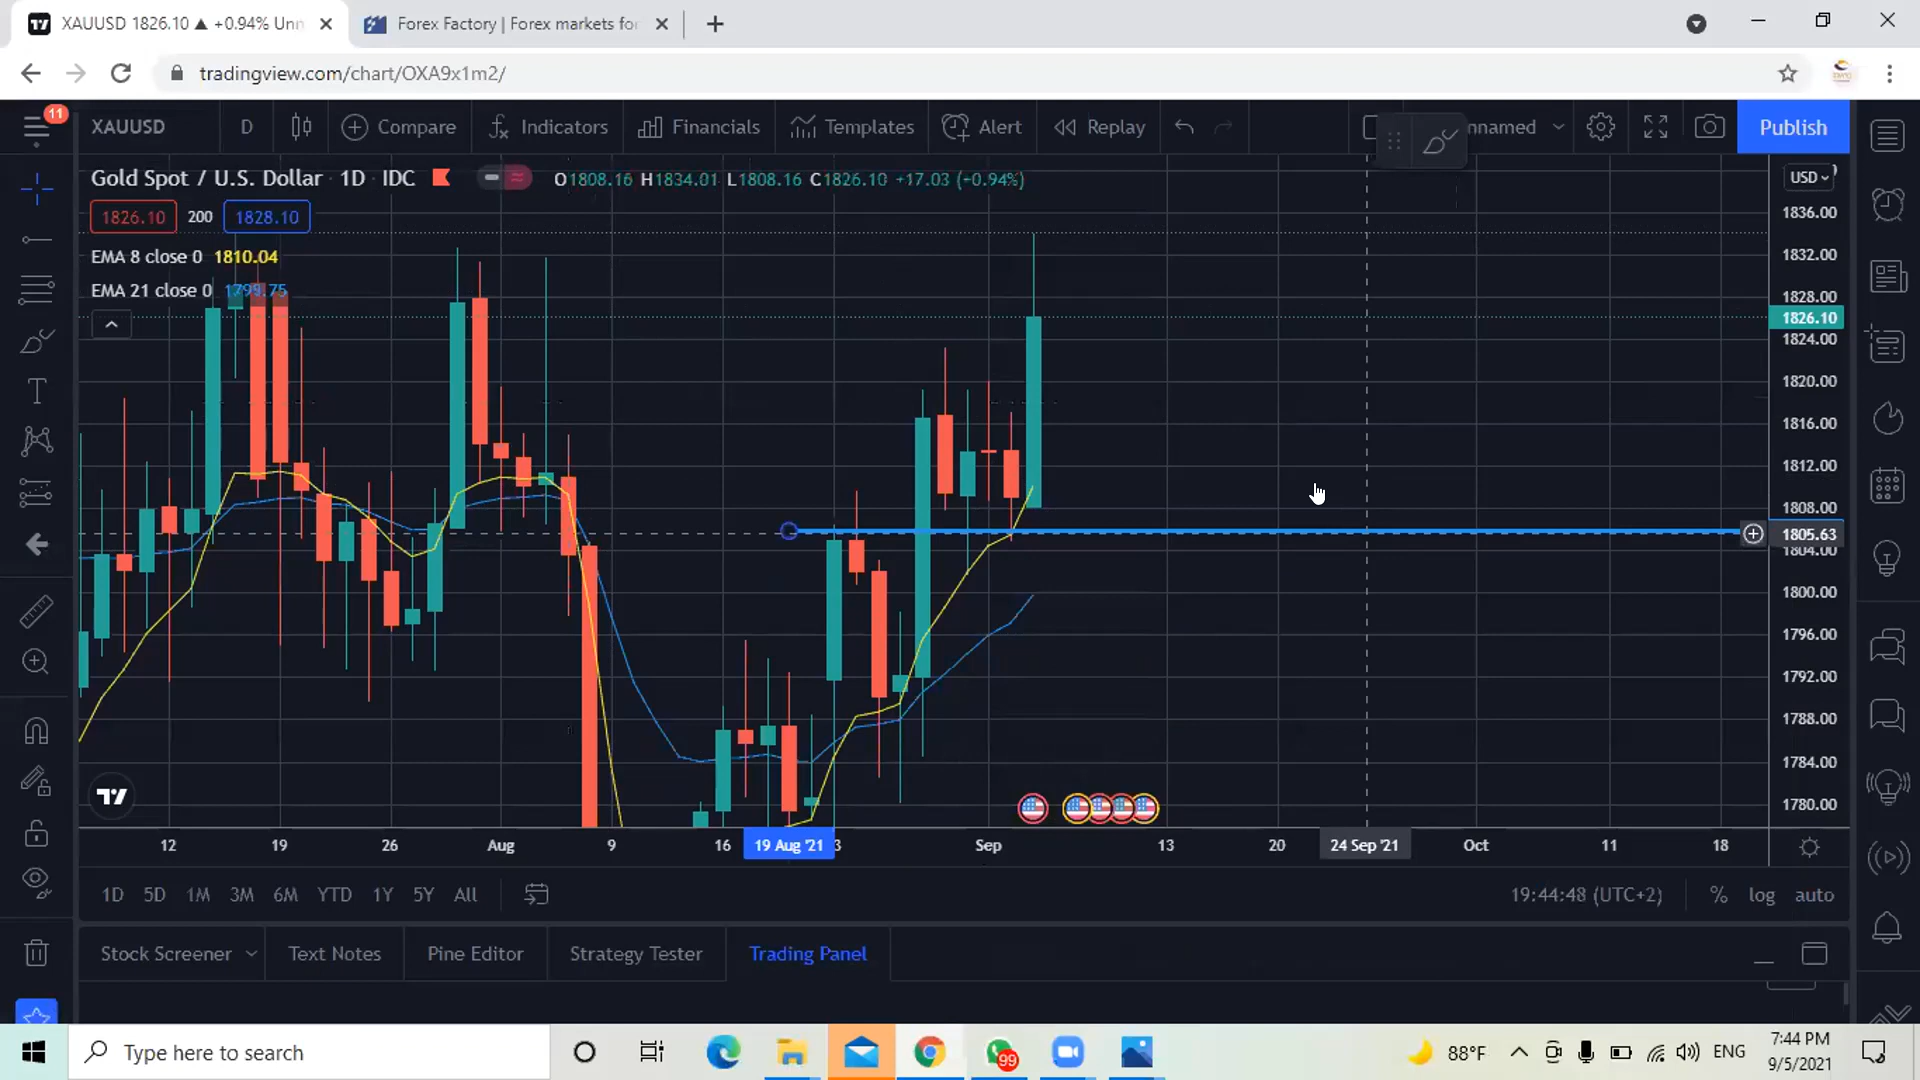 XAUUSD 1826.10 ▲ +0.94% Unn
Forex Factory | Forex markets for
tradingview.com/chart/OXA9x1m2/
11
XAUUSD
D
Compare
Indicators
Financials
Templates
Alert
Replay
nnamed
Publish
Gold Spot / U.S. Dollar · 1D · IDC
O1808.16 H1834.01 L1808.16 C1826.10 +17.03 (+0.94%)
USD
1826.10 200 1828.10
EMA 8 close 0 1810.04
EMA 21 close 0 1799.75
1836.00
1832.00
1828.00
1826.10
1824.00
1820.00
1816.00
1812.00
1808.00
1805.63
1804.00
1800.00
1796.00
1792.00
1788.00
1784.00
1780.00
12 19 26 Aug 9 16 19 Aug '21 3 Sep 13 20 24 Sep '21 Oct 11 18
1D 5D 1M 3M 6M YTD 1Y 5Y All
19:44:48 (UTC+2) % log auto
Stock Screener Text Notes Pine Editor Strategy Tester Trading Panel
Type here to search
99
88°F
ENG
7:44 PM
9/5/2021